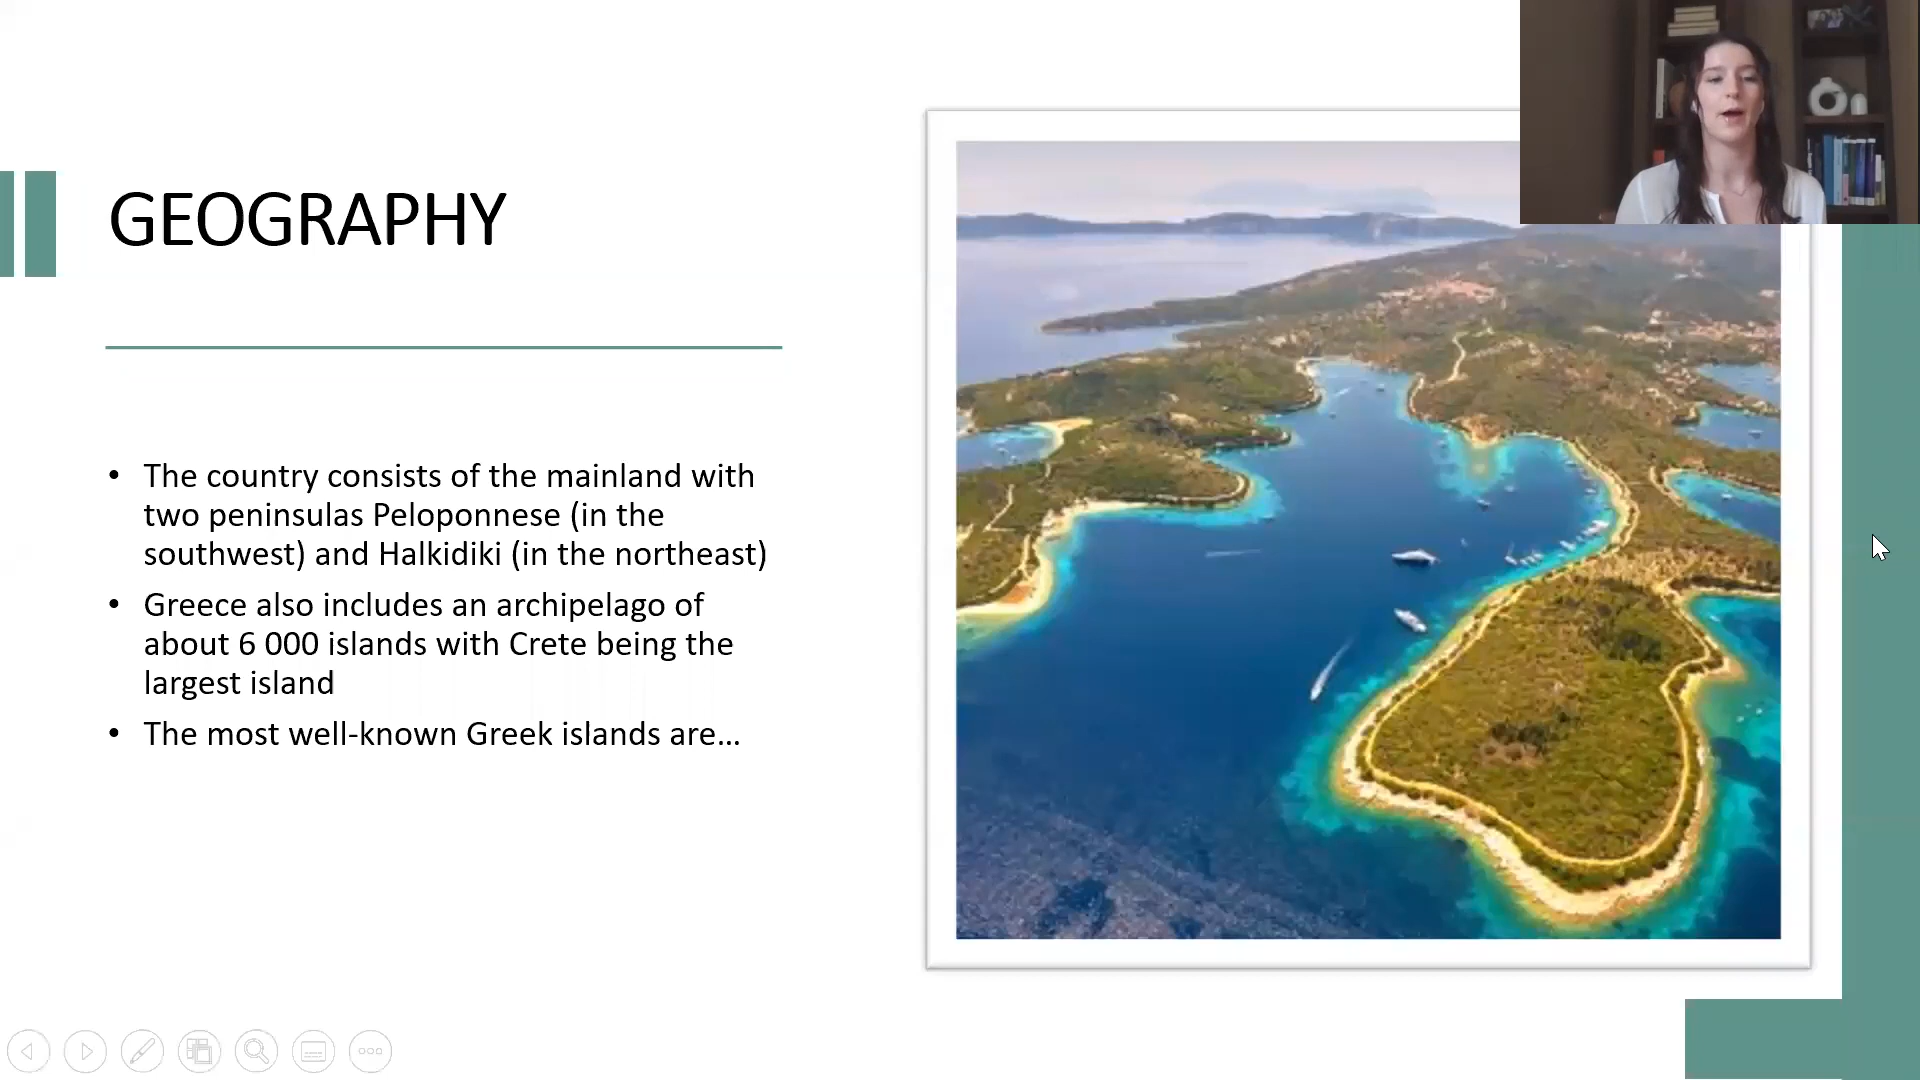 GEOGRAPHY
• The country consists of the mainland with
two peninsulas Peloponnese (in the
southwest) and Halkidiki (in the northeast)
• Greece also includes an archipelago of
about 6 000 islands with Crete being the
largest island
• The most well-known Greek islands are…